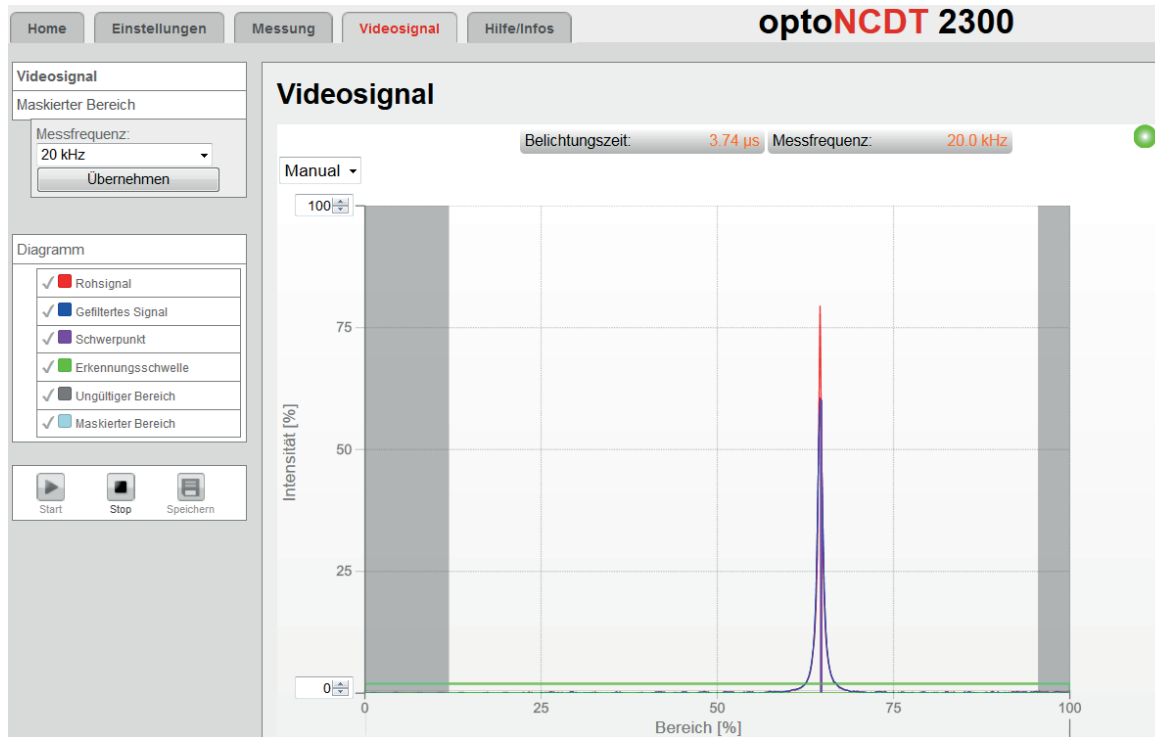 Home Einstellungen Messung Videosignal Hilfe/Infos
optoNCDT 2300
Videosignal
Maskierter Bereich
Messfrequenz:
20 kHz
Übernehmen
Diagramm
Rohsignal
Gefiltertes Signal
Schwerpunkt
Erkennungsschwelle
Ungültiger Bereich
Maskierter Bereich
Start Stop Speichern
Videosignal
Belichtungszeit: 3.74 µs Messfrequenz: 20.0 kHz
Manual
100
75
50
25
0
Intensität [%]
0 25 50 75 100
Bereich [%]